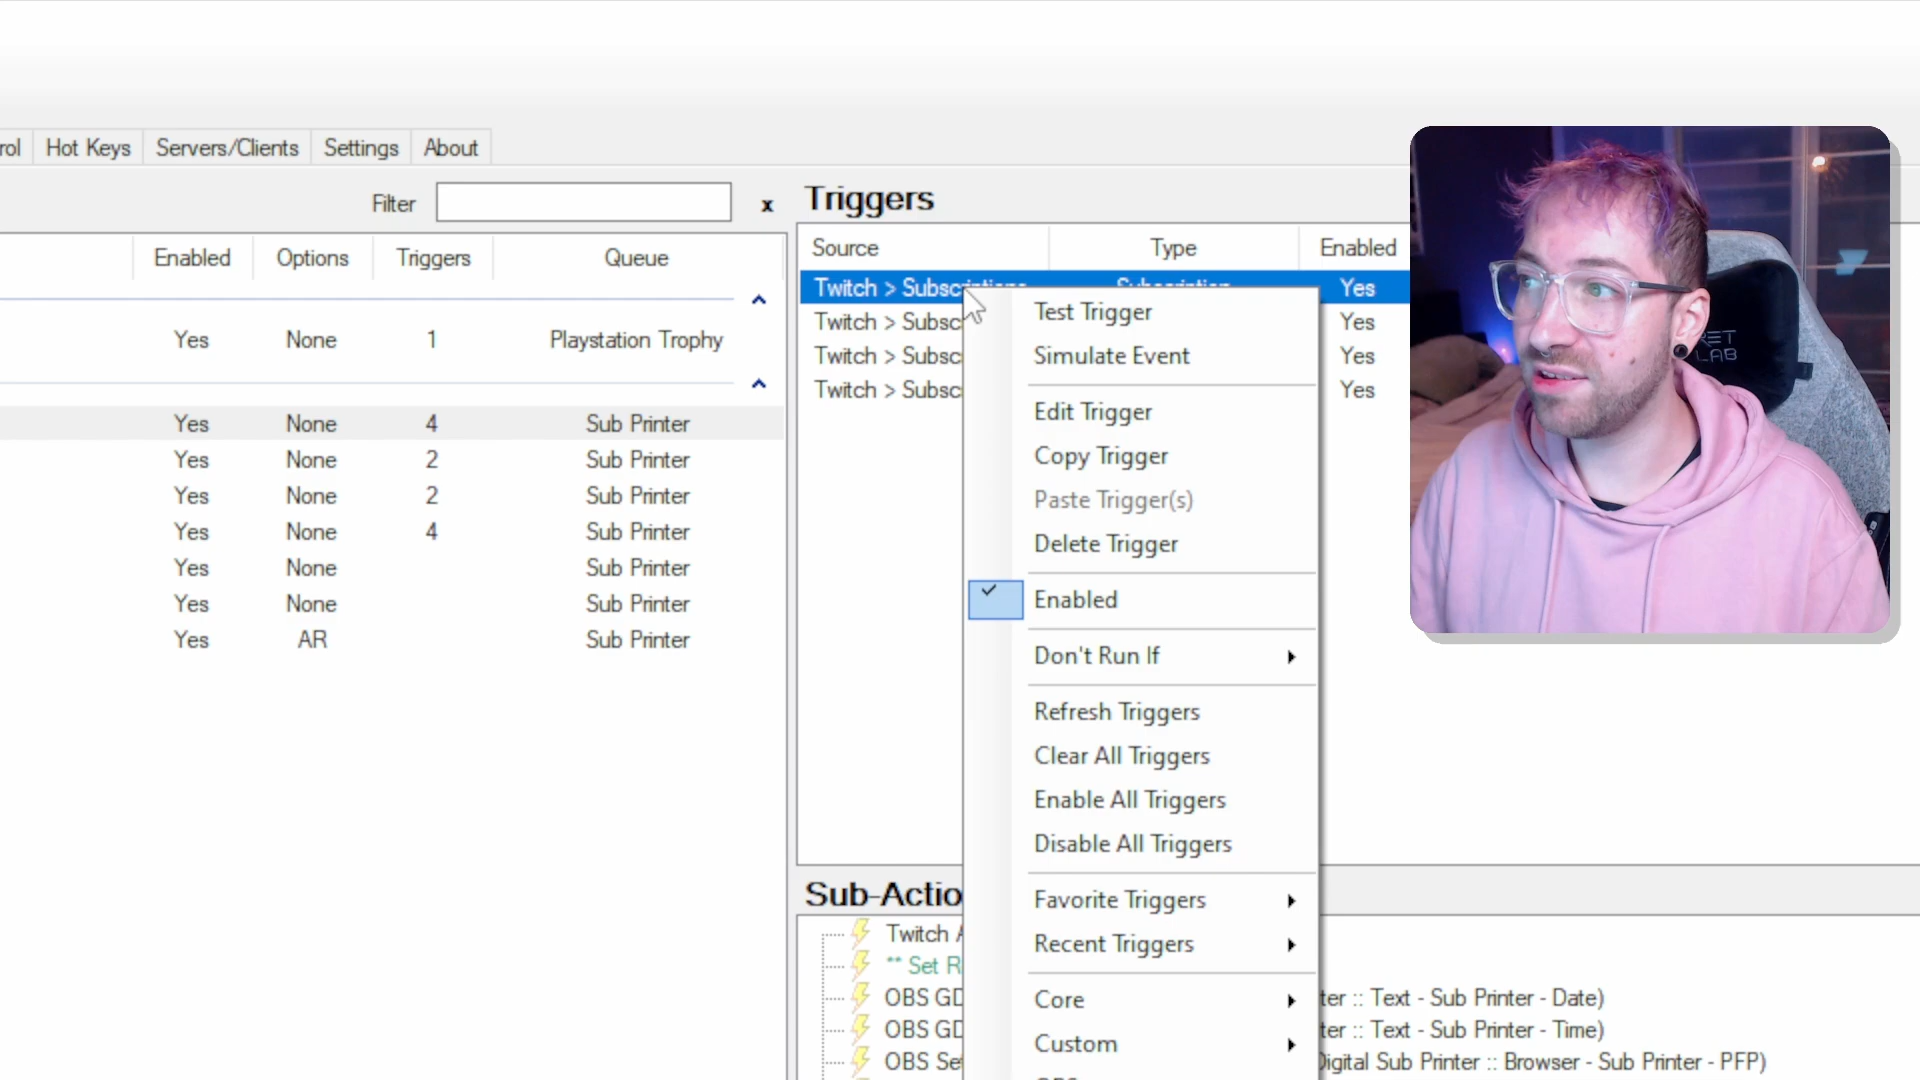 rol Hot Keys Servers/Clients Settings About
Filter x
Enabled Options Triggers Queue
Yes None 1 Playstation Trophy
Yes None 4 Sub Printer
Yes None 2 Sub Printer
Yes None 2 Sub Printer
Yes None 4 Sub Printer
Yes None Sub Printer
Yes None Sub Printer
Yes AR Sub Printer
Triggers
Source Type Enabled
Twitch > Subscriptions Subscription Yes
Twitch > Subsc Yes
Twitch > Subsc Yes
Twitch > Subsc Yes
Test Trigger
Simulate Event
Edit Trigger
Copy Trigger
Paste Trigger(s)
Delete Trigger
Enabled
Don't Run If
Refresh Triggers
Clear All Triggers
Enable All Triggers
Disable All Triggers
Favorite Triggers
Recent Triggers
Core
Custom
Sub-Actio
Twitch A
** Set R
OBS GD ter :: Text - Sub Printer - Date)
OBS GD ter :: Text - Sub Printer - Time)
OBS Se Digital Sub Printer :: Browser - Sub Printer - PFP)
RET
LAB